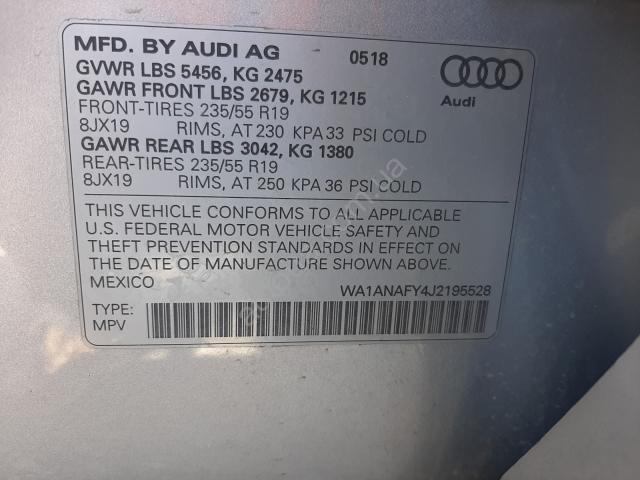 MFD. BY AUDI AG 0518
GVWR LBS 5456, KG 2475
GAWR FRONT LBS 2679, KG 1215
FRONT-TIRES 235/55 R19
8JX19 RIMS, AT 230 KPA 33 PSI COLD
GAWR REAR LBS 3042, KG 1380
REAR-TIRES 235/55 R19
8JX19 RIMS, AT 250 KPA 36 PSI COLD
Audi
THIS VEHICLE CONFORMS TO ALL APPLICABLE
U.S. FEDERAL MOTOR VEHICLE SAFETY AND
THEFT PREVENTION STANDARDS IN EFFECT ON
THE DATE OF MANUFACTURE SHOWN ABOVE.
MEXICO WA1ANAFY4J2195528
TYPE:
MPV